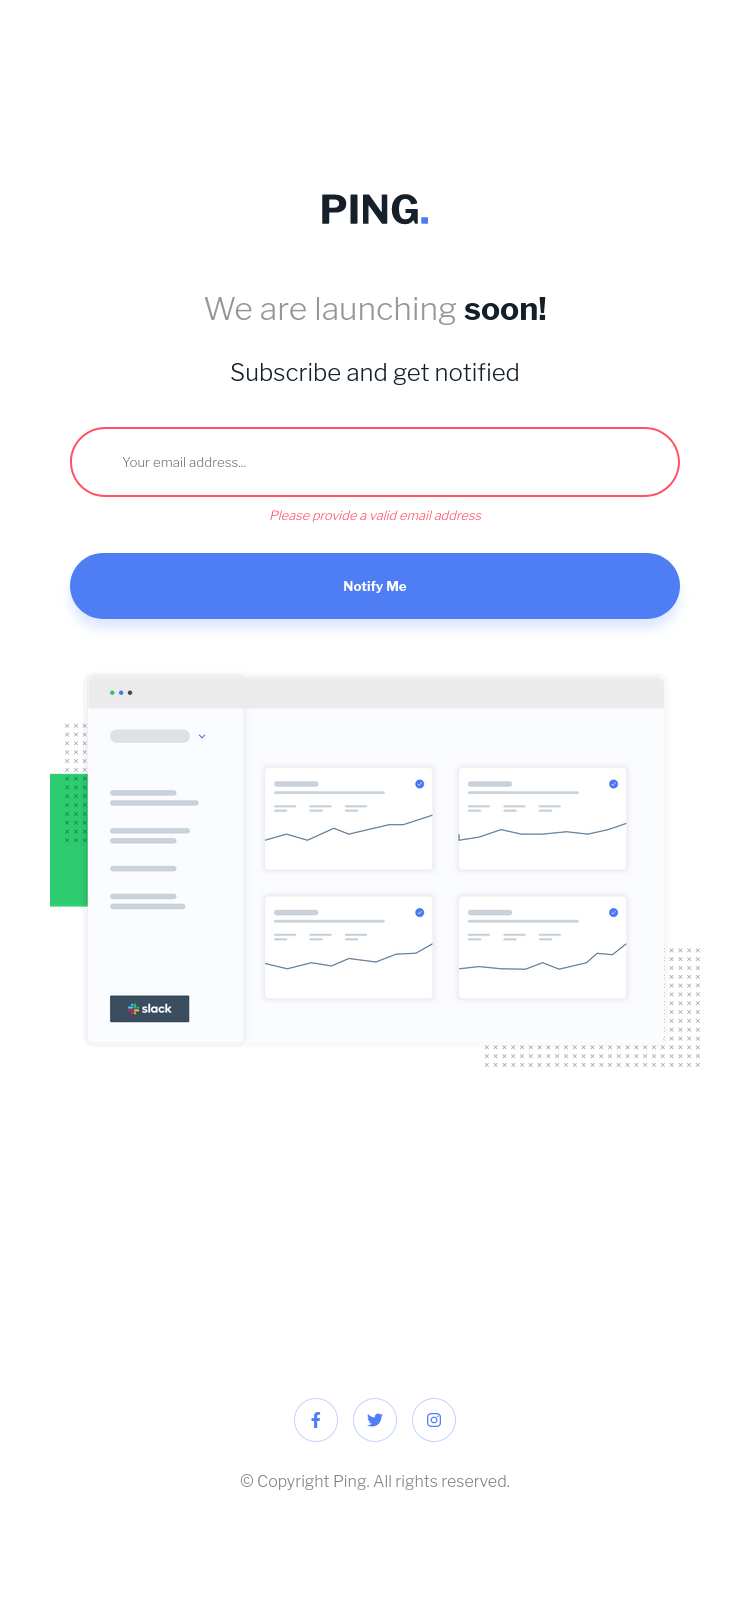 PING.
We are launching soon!
Subscribe and get notified
Your email address...
Please provide a valid email address
Notify Me
slack
© Copyright Ping. All rights reserved.